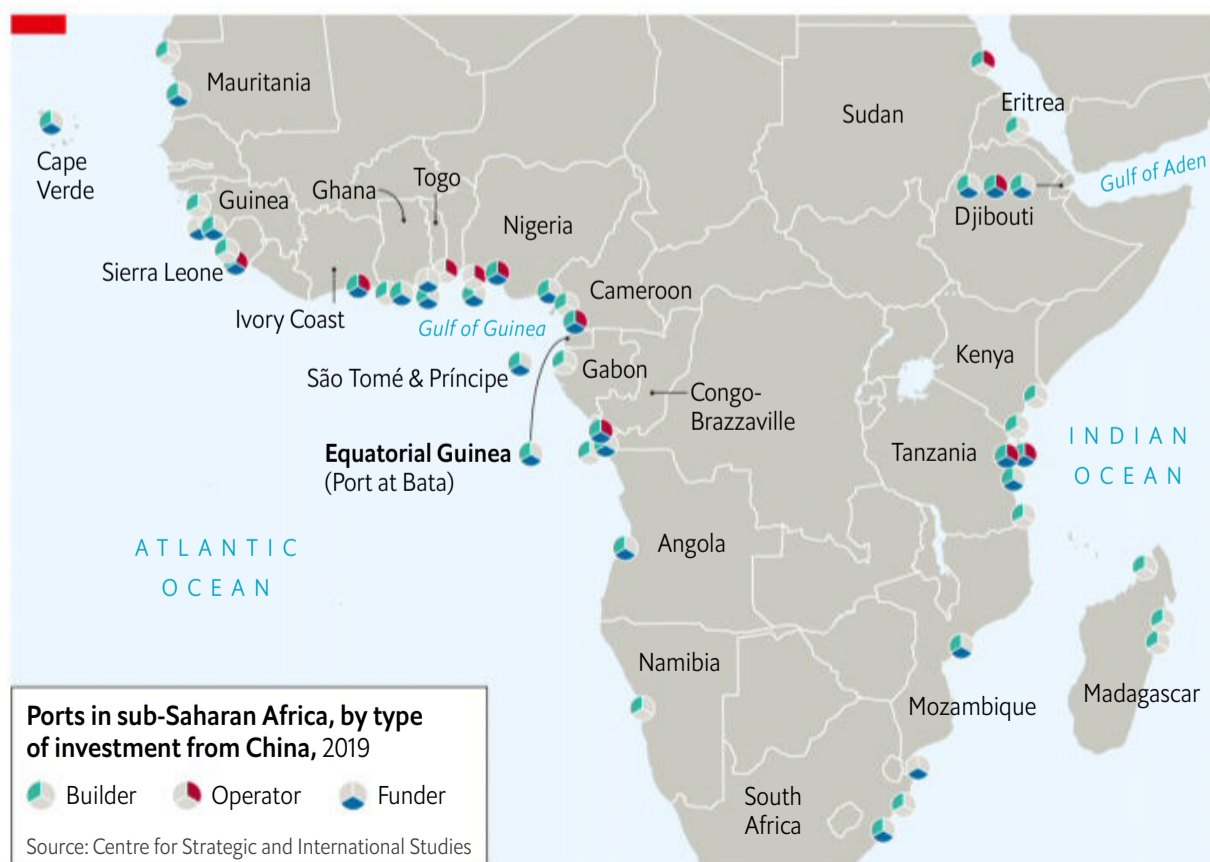 Mauritania
Cape
Verde
Guinea
Ghana
Togo
Nigeria
Sierra Leone
Ivory Coast
Gulf of Guinea
Cameroon
São Tomé & Príncipe
Gabon
Congo-
Brazzaville
Equatorial Guinea
(Port at Bata)
Sudan
Eritrea
Gulf of Aden
Djibouti
Kenya
Tanzania
INDIAN
OCEAN
ATLANTIC
OCEAN
Angola
Namibia
Mozambique
Madagascar
South
Africa
Ports in sub-Saharan Africa, by type
of investment from China, 2019
Builder Operator Funder
Source: Centre for Strategic and International Studies